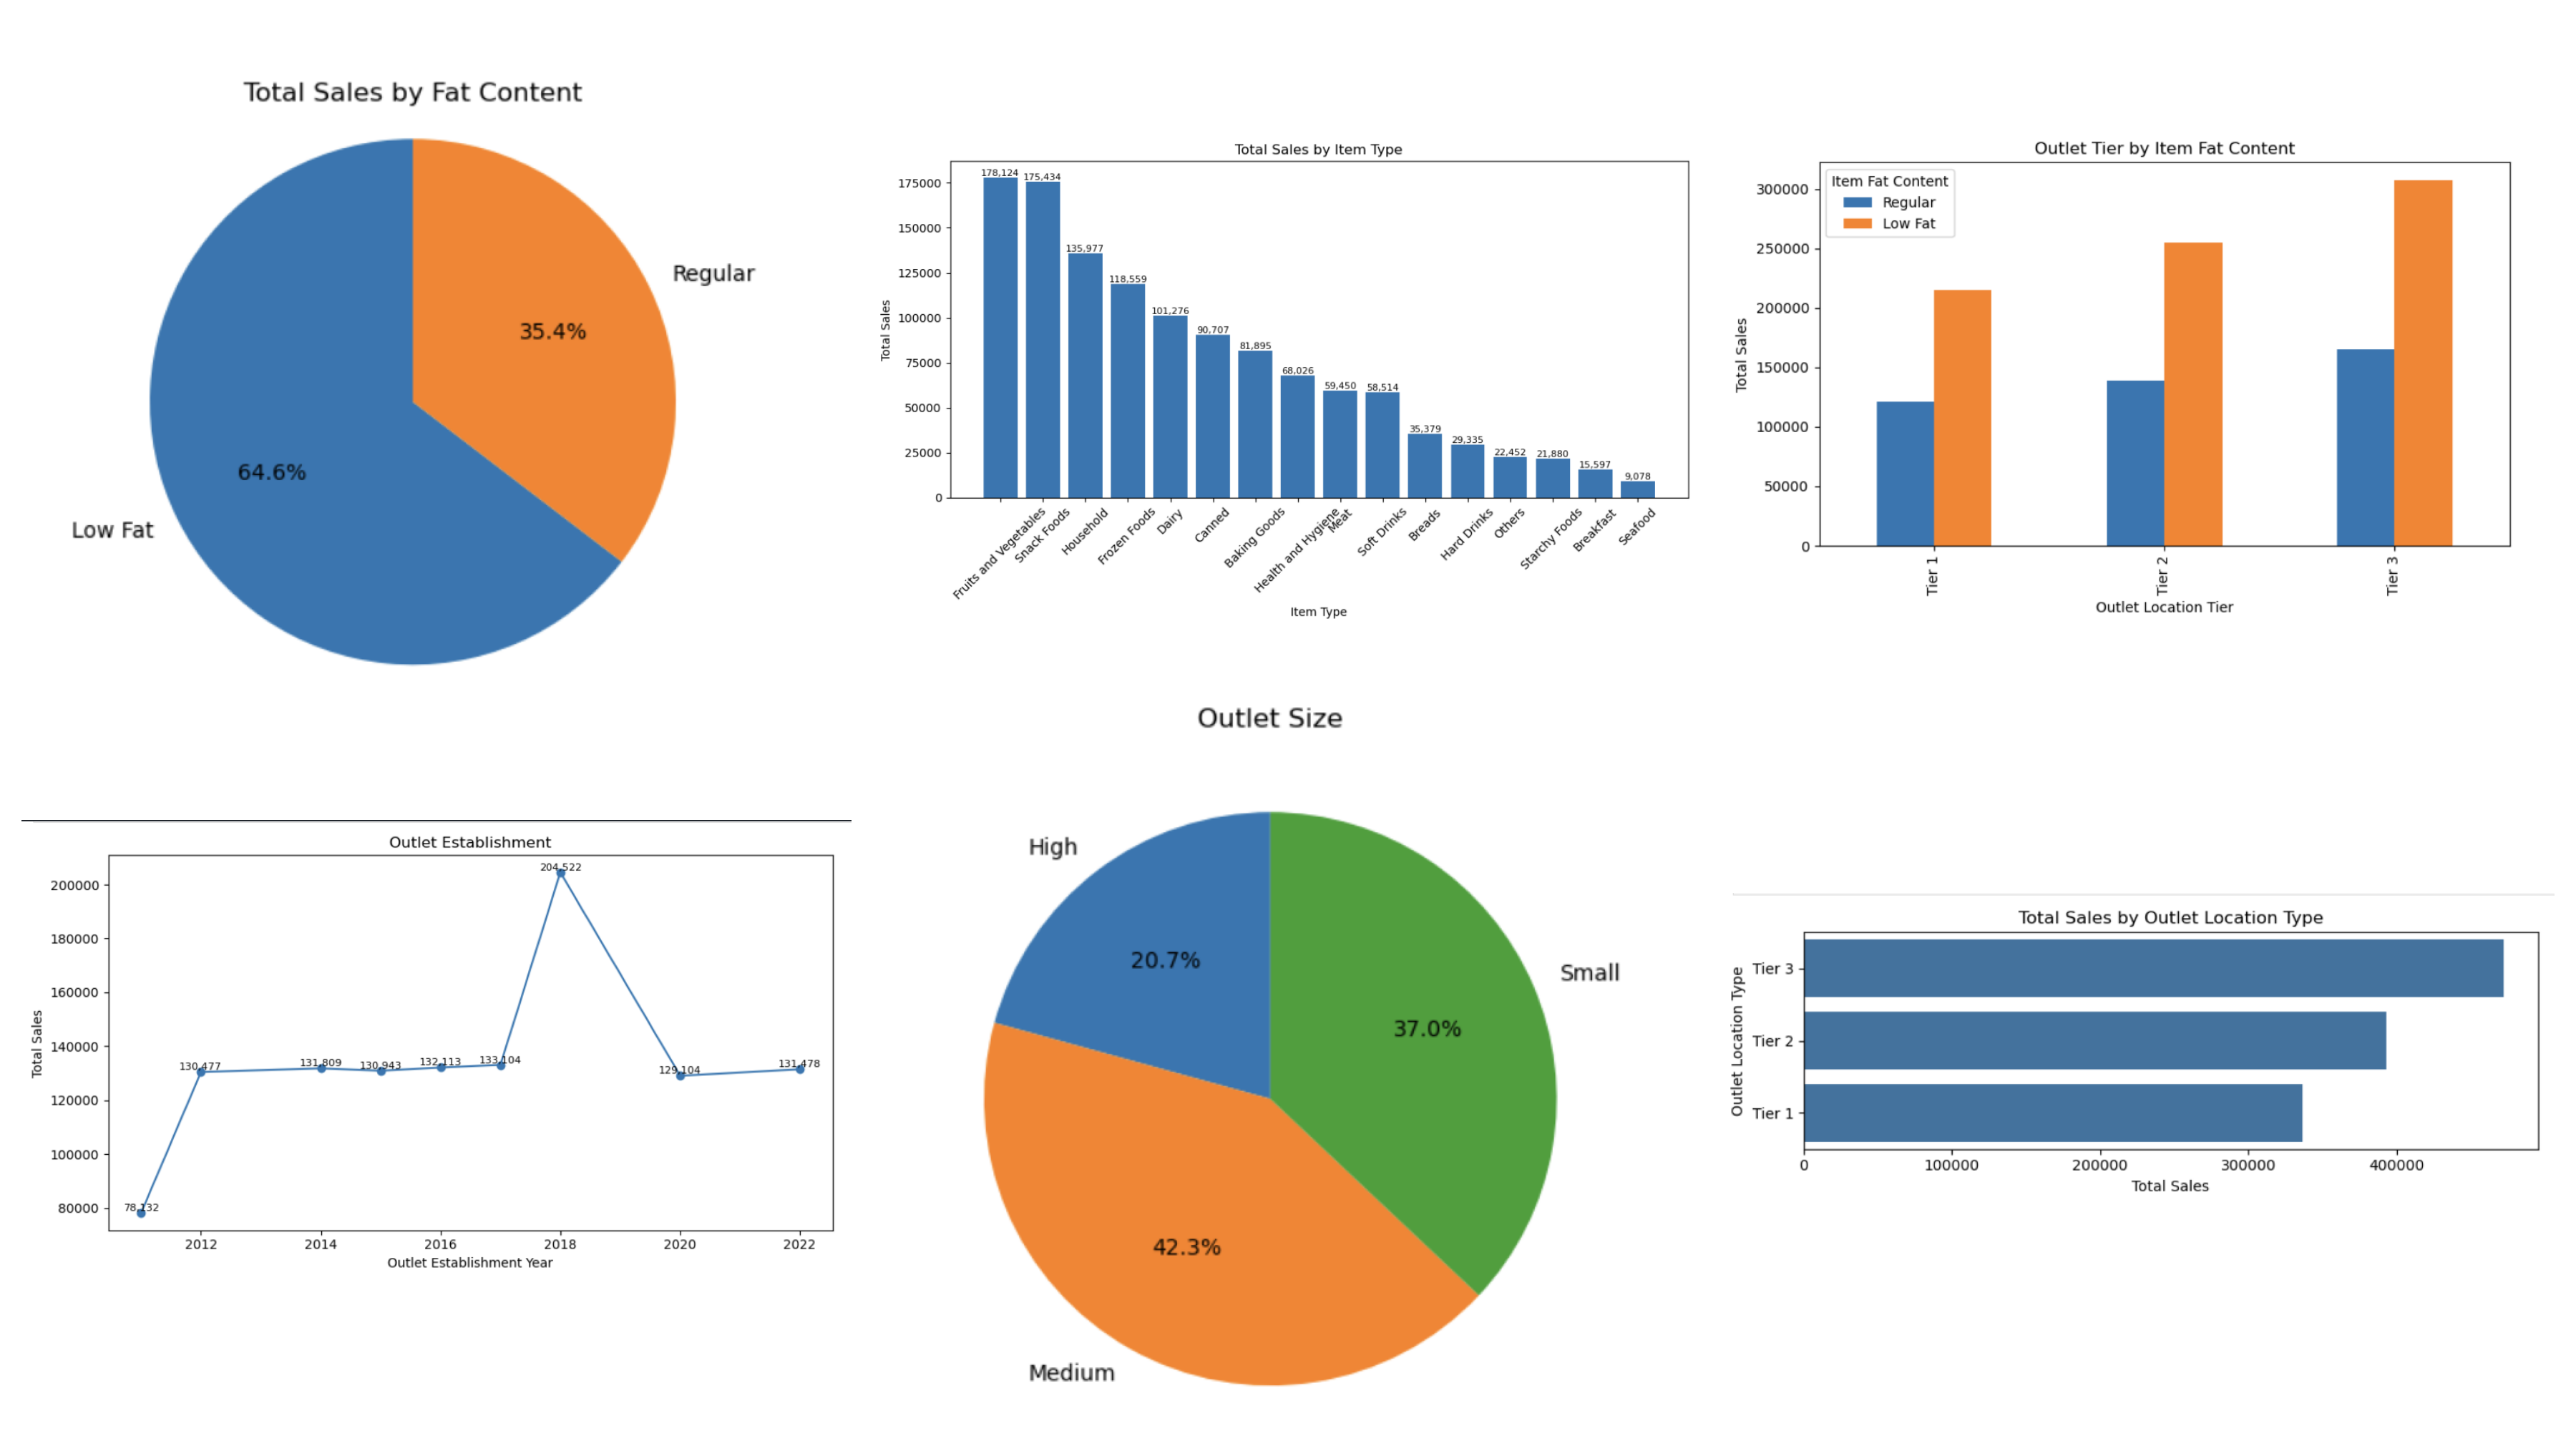 Total Sales by Fat Content
Regular
35.4%
64.6%
Low Fat
Total Sales by Item Type
Total Sales
175000
150000
125000
100000
75000
50000
25000
0
178,124
175,434
135,977
118,559
101,276
90,707
81,895
68,026
59,450
58,514
35,379
29,335
22,452
21,880
15,597
9,078
Fruits and Vegetables
Snack Foods
Household
Frozen Foods
Dairy
Canned
Baking Goods
Health and Hygiene
Meat
Soft Drinks
Breads
Hard Drinks
Others
Starchy Foods
Breakfast
Seafood
Item Type
Outlet Tier by Item Fat Content
Item Fat Content
Regular
Low Fat
Total Sales
300000
250000
200000
150000
100000
50000
0
Tier 1
Tier 2
Tier 3
Outlet Location Tier
Outlet Establishment
Total Sales
200000
180000
160000
140000
120000
100000
80000
78,132
130,477
131,809
130,943
132,113
133,104
204,522
129,104
131,478
2012
2014
2016
2018
2020
2022
Outlet Establishment Year
Outlet Size
High
Small
20.7%
37.0%
42.3%
Medium
Total Sales by Outlet Location Type
Outlet Location Type
Tier 3
Tier 2
Tier 1
0
100000
200000
300000
400000
Total Sales